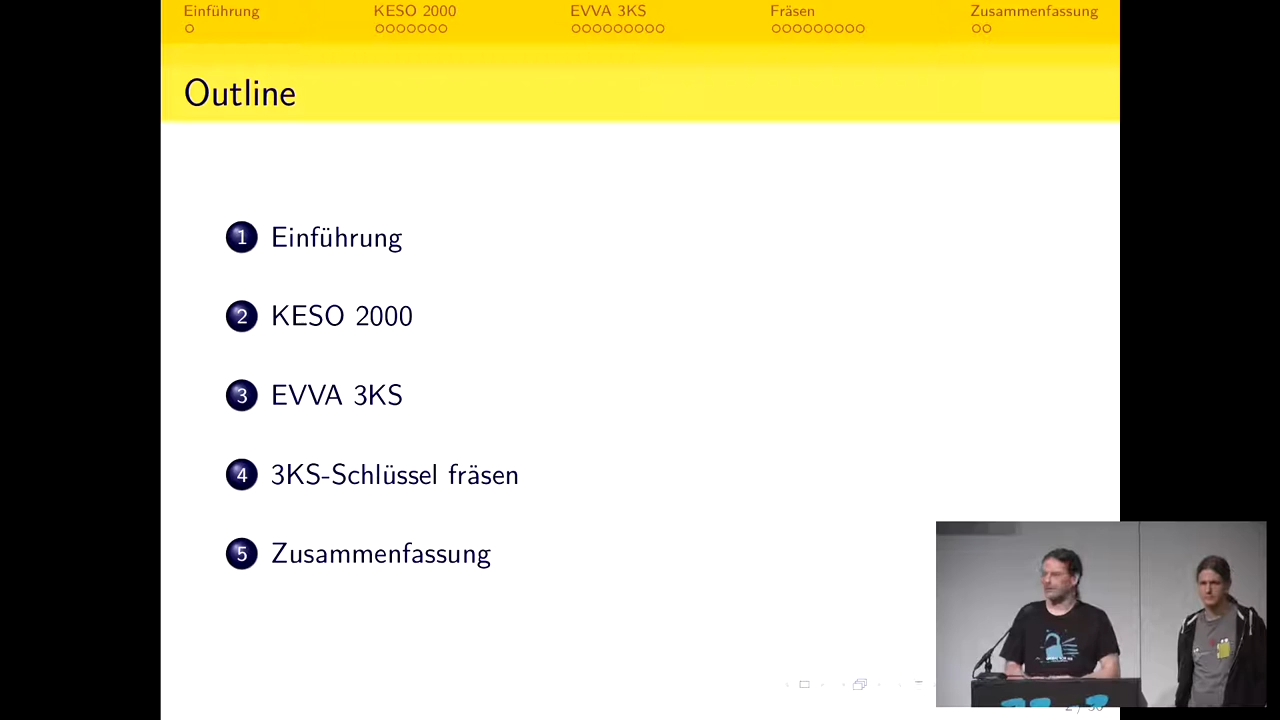 Einführung
KESO 2000
EVVA 3KS
Fräsen
Zusammenfassung
Outline
1 Einführung
2 KESO 2000
3 EVVA 3KS
4 3KS-Schlüssel fräsen
5 Zusammenfassung